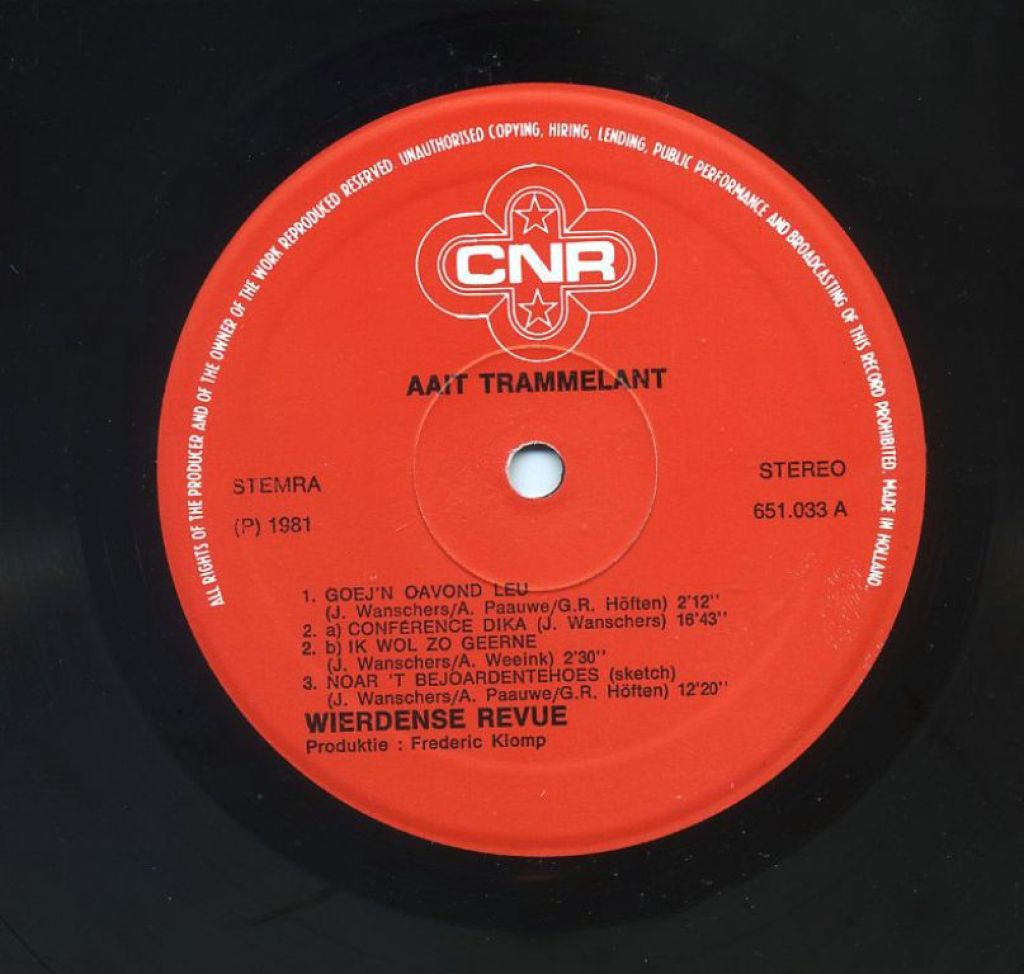 ALL RIGHTS OF THE PRODUCER AND OF THE OWNER OF THE WORK REPRODUCED RESERVED. UNAUTHORISED COPYING, HIRING, LENDING, PUBLIC PERFORMANCE AND BROADCASTING OF THIS RECORD PROHIBITED. MADE IN HOLLAND.
CNR
AAIT TRAMMELANT
STEMRA
(P) 1981
STEREO
651.033 A
1. GOEJ'N OAVOND LEU
(J. Wanschers/A. Paauwe/G.R. Höften) 2'12''
2. a) CONFERENCE DIKA (J. Wanschers) 16'43''
2. b) IK WOL ZO GEERNE
(J. Wanschers/A. Weeink) 2'30''
3. NOAR 'T BEJOARDENTEHOES (sketch)
(J. Wanschers/A. Paauwe/G.R. Höften) 12'20''
WIERDENSE REVUE
Produktie : Frederic Klomp